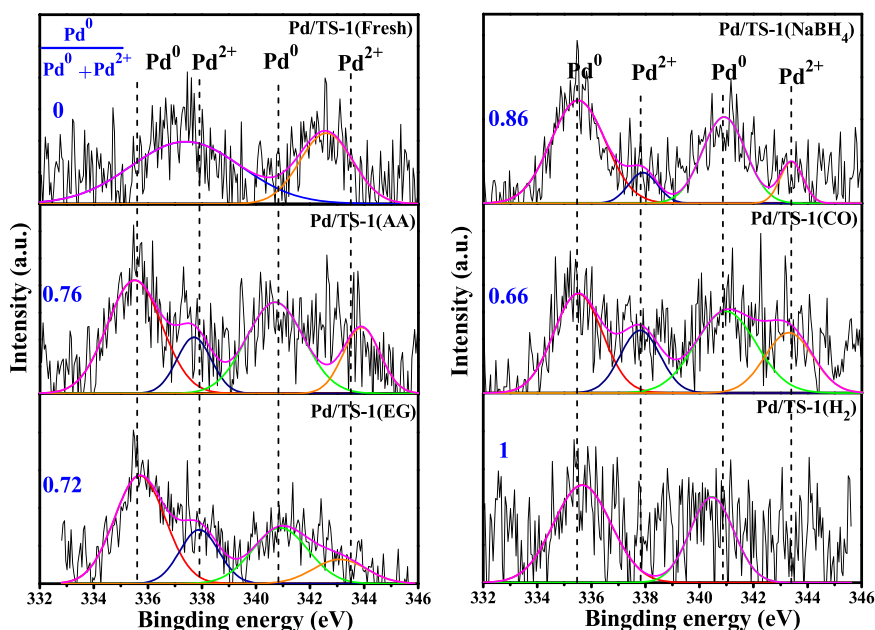 Pd/TS-1(Fresh)
Pd⁰
Pd⁰ +Pd²⁺
0
Pd⁰ Pd²⁺ Pd⁰ Pd²⁺
Pd/TS-1(AA)
0.76
Pd/TS-1(EG)
0.72
Intensity (a.u.)
332 334 336 338 340 342 344 346
Bingding energy (eV)
Pd/TS-1(NaBH₄)
Pd⁰ Pd²⁺ Pd⁰ Pd²⁺
0.86
Pd/TS-1(CO)
0.66
Pd/TS-1(H₂)
1
Intensity (a.u.)
332 334 336 338 340 342 344 346
Bingding energy (eV)